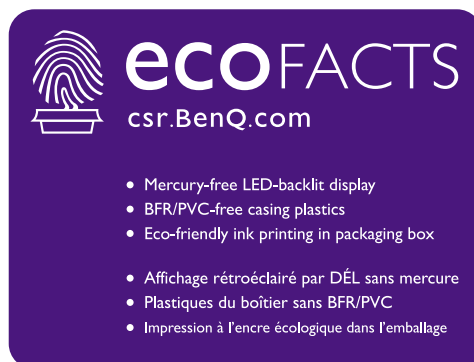 ecoFACTS
csr.BenQ.com
• Mercury-free LED-backlit display
• BFR/PVC-free casing plastics
• Eco-friendly ink printing in packaging box
• Affichage rétroéclairé par DÉL sans mercure
• Plastiques du boîtier sans BFR/PVC
• Impression à l'encre écologique dans l'emballage